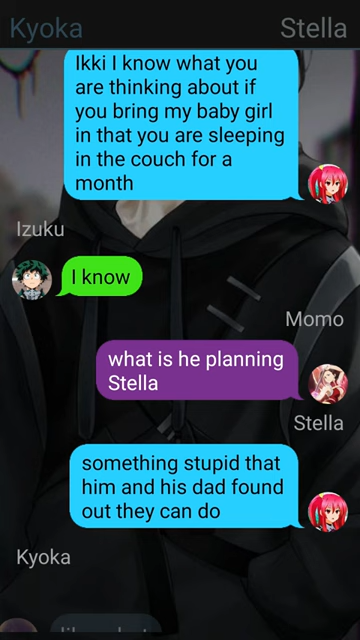 Kyoka
Stella
Ikki I know what you
are thinking about if
you bring my baby girl
in that you are sleeping
in the couch for a
month
Izuku
I know
Momo
what is he planning
Stella
Stella
something stupid that
him and his dad found
out they can do
Kyoka